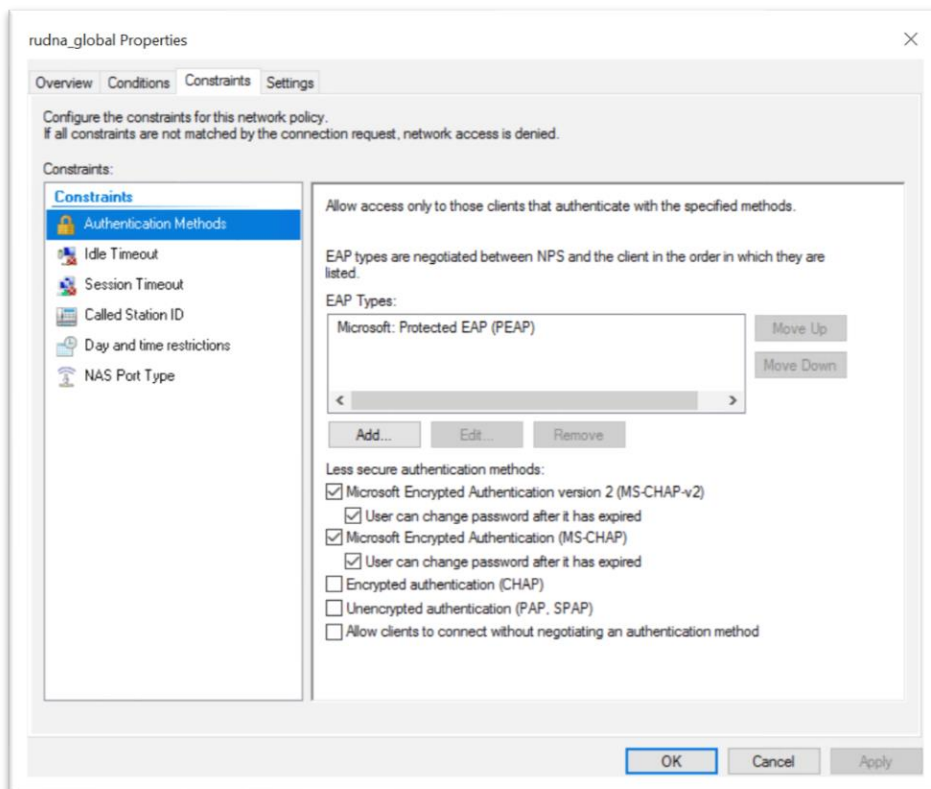 rudna_global Properties
Overview Conditions Constraints Settings
Configure the constraints for this network policy.
If all constraints are not matched by the connection request, network access is denied.
Constraints:
Constraints
Authentication Methods
Idle Timeout
Session Timeout
Called Station ID
Day and time restrictions
NAS Port Type
Allow access only to those clients that authenticate with the specified methods.
EAP types are negotiated between NPS and the client in the order in which they are
listed.
EAP Types:
Microsoft: Protected EAP (PEAP)
Move Up
Move Down
Add... Edit... Remove
Less secure authentication methods:
Microsoft Encrypted Authentication version 2 (MS-CHAP-v2)
User can change password after it has expired
Microsoft Encrypted Authentication (MS-CHAP)
User can change password after it has expired
Encrypted authentication (CHAP)
Unencrypted authentication (PAP, SPAP)
Allow clients to connect without negotiating an authentication method
OK Cancel Apply